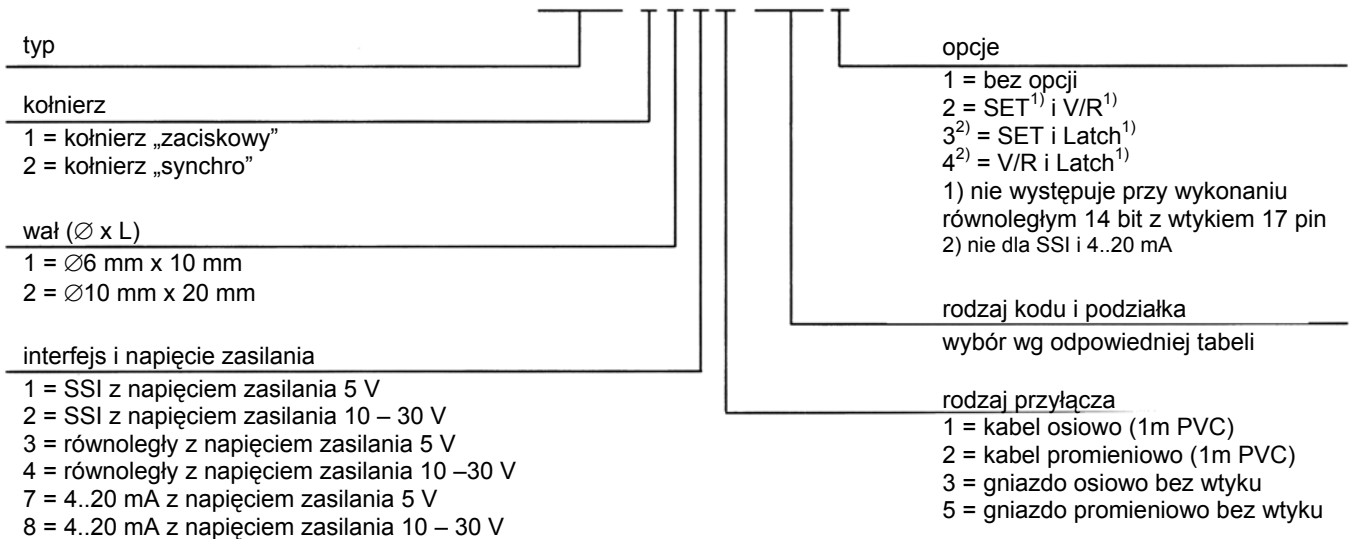 typ
kołnierz
1 = kołnierz „zaciskowy”
2 = kołnierz „synchro”
wał (∅ x L)
1 = ∅6 mm x 10 mm
2 = ∅10 mm x 20 mm
interfejs i napięcie zasilania
1 = SSI z napięciem zasilania 5 V
2 = SSI z napięciem zasilania 10 – 30 V
3 = równoległy z napięciem zasilania 5 V
4 = równoległy z napięciem zasilania 10 –30 V
7 = 4..20 mA z napięciem zasilania 5 V
8 = 4..20 mA z napięciem zasilania 10 – 30 V
opcje
1 = bez opcji
2 = SET1) i V/R1)
32) = SET i Latch1)
42) = V/R i Latch1)
1) nie występuje przy wykonaniu
równoległym 14 bit z wtykiem 17 pin
2) nie dla SSI i 4..20 mA
rodzaj kodu i podziałka
wybór wg odpowiedniej tabeli
rodzaj przyłącza
1 = kabel osiowo (1m PVC)
2 = kabel promieniowo (1m PVC)
3 = gniazdo osiowo bez wtyku
5 = gniazdo promieniowo bez wtyku